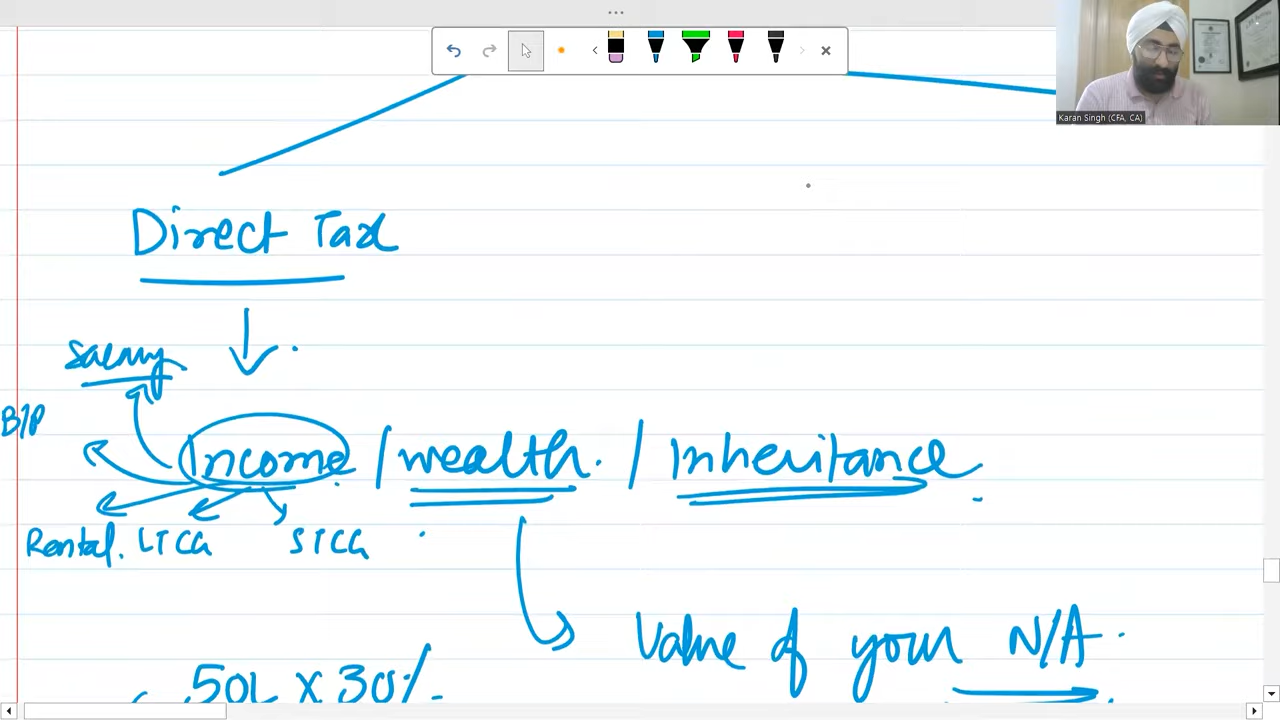 Karan Singh (CFA, CA)
Direct Tax
Salary
B/P
Income / wealth. / Inheritance
Rental. LTCG STCG
Value of your N/A.
50L X 30%